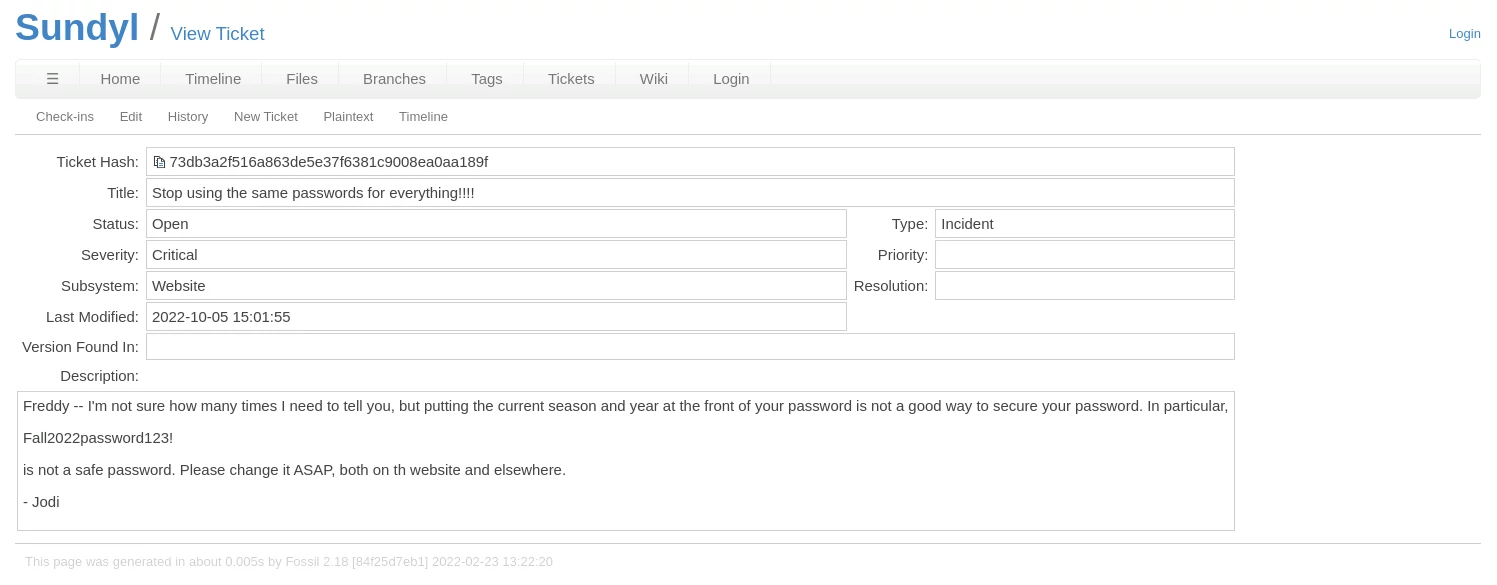 Sundyl / View Ticket
Login
☰ Home Timeline Files Branches Tags Tickets Wiki Login
Check-ins Edit History New Ticket Plaintext Timeline
Ticket Hash: 73db3a2f516a863de5e37f6381c9008ea0aa189f
Title: Stop using the same passwords for everything!!!!
Status: Open Type: Incident
Severity: Critical Priority:
Subsystem: Website Resolution:
Last Modified: 2022-10-05 15:01:55
Version Found In:
Description:
Freddy -- I'm not sure how many times I need to tell you, but putting the current season and year at the front of your password is not a good way to secure your password. In particular,
Fall2022password123!
is not a safe password. Please change it ASAP, both on th website and elsewhere.
- Jodi
This page was generated in about 0.005s by Fossil 2.18 [84f25d7eb1] 2022-02-23 13:22:20